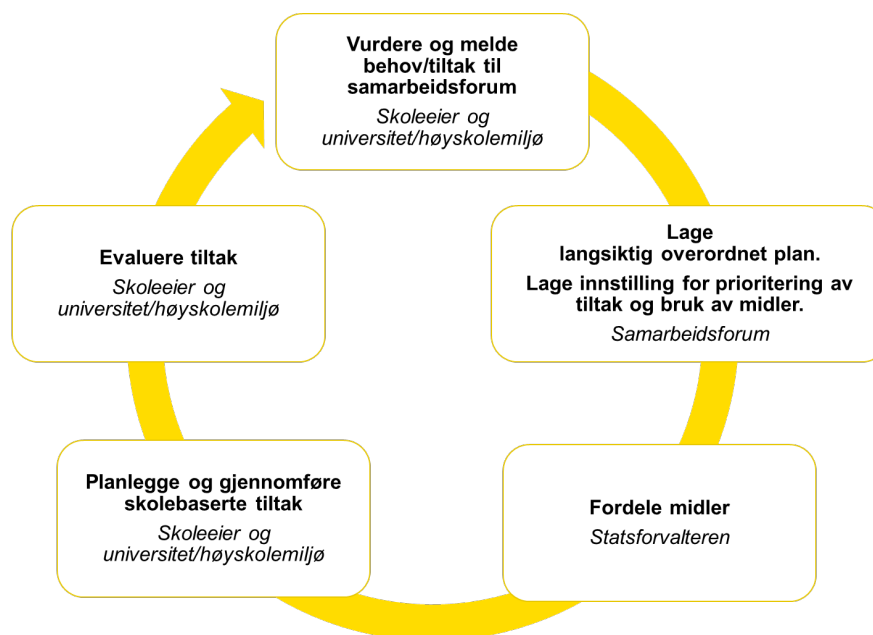 Vurdere og melde
behov/tiltak til
samarbeidsforum
Skoleeier og
universitet/høyskolemiljø
Lage
langsiktig overordnet plan.
Lage innstilling for prioritering av
tiltak og bruk av midler.
Samarbeidsforum
Fordele midler
Statsforvalteren
Planlegge og gjennomføre
skolebaserte tiltak
Skoleeier og
universitet/høyskolemiljø
Evaluere tiltak
Skoleeier og
universitet/høyskolemiljø